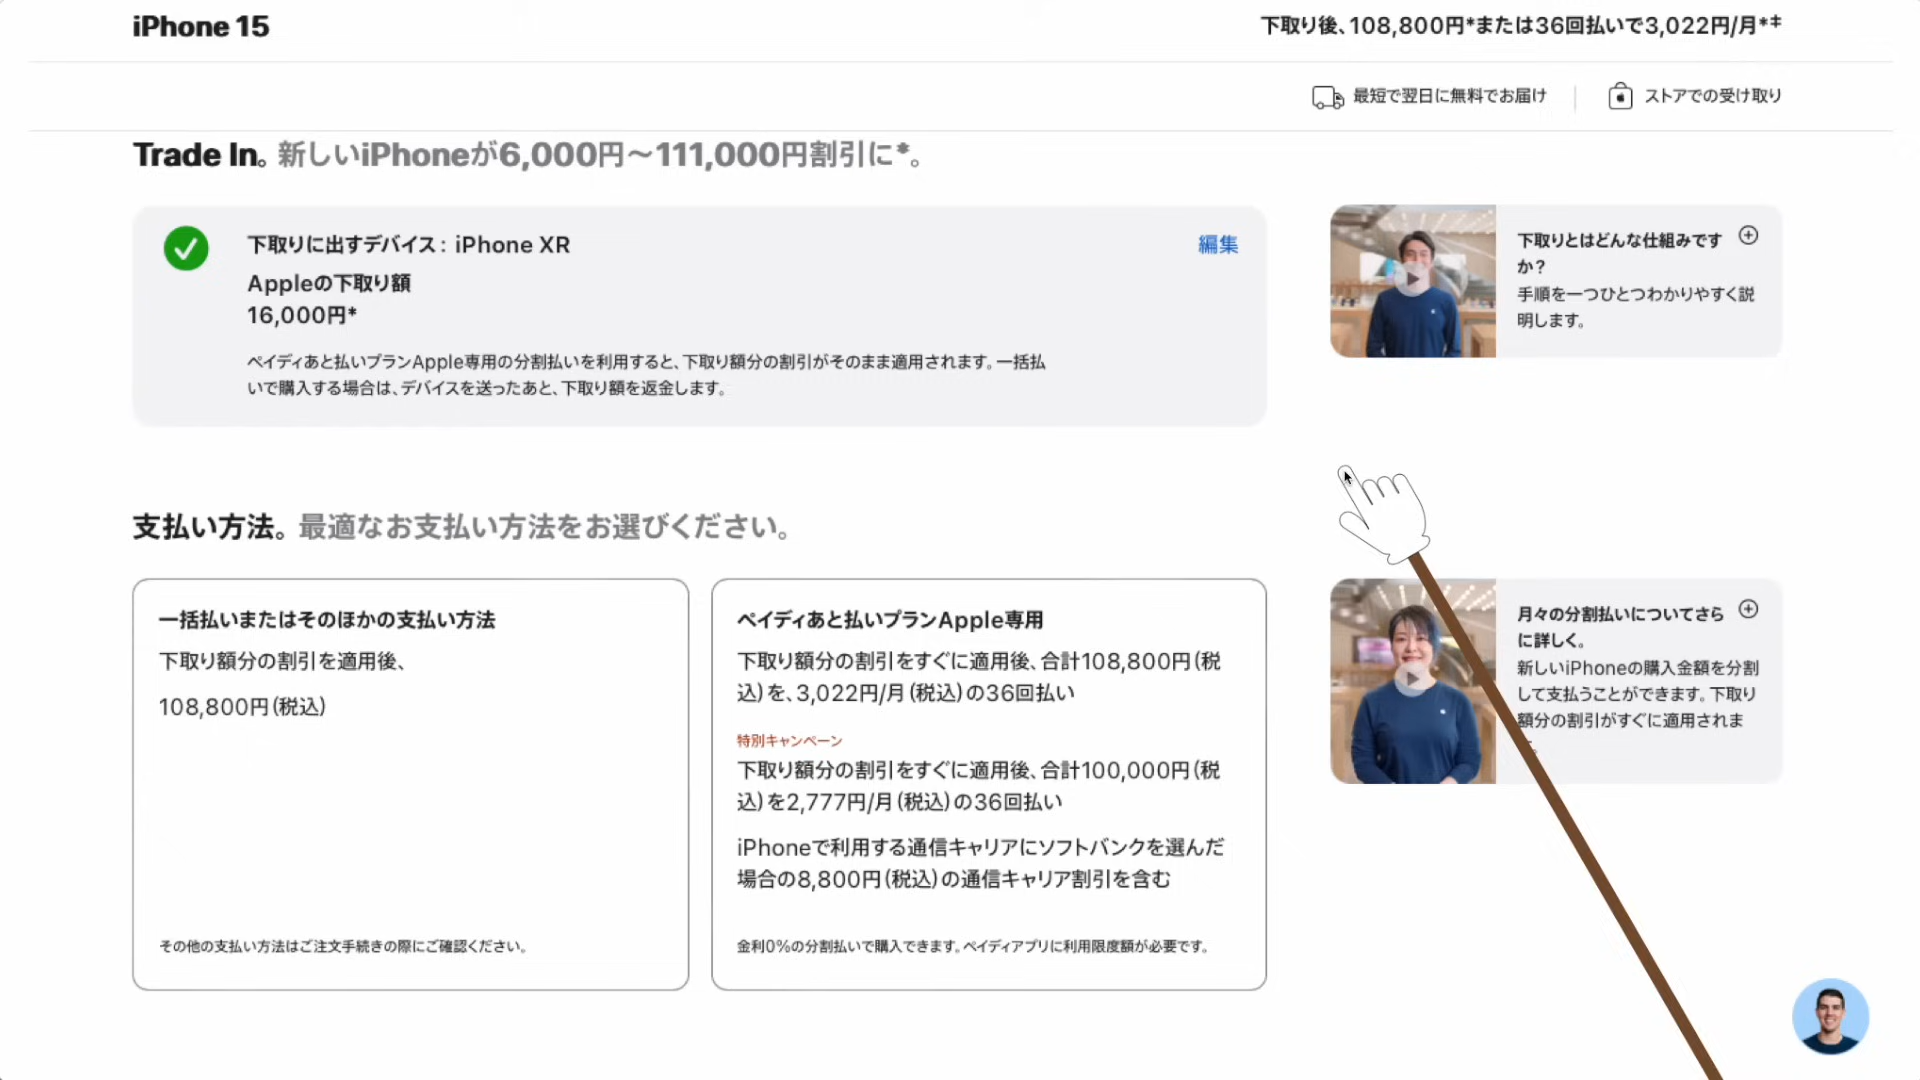 iPhone 15
下取り後、108,800円*または36回払いで3,022円/月*‡
最短で翌日に無料でお届け
ストアでの受け取り
Trade In。新しいiPhoneが6,000円〜111,000円割引に*。
下取りに出すデバイス： iPhone XR
編集
Appleの下取り額
16,000円*
ペイディあと払いプランApple専用の分割払いを利用すると、下取り額分の割引がそのまま適用されます。一括払
いで購入する場合は、デバイスを送ったあと、下取り額を返金します。
下取りとはどんな仕組みです
か？
手順を一つひとつわかりやすく説
明します。
支払い方法。最適なお支払い方法をお選びください。
一括払いまたはそのほかの支払い方法
下取り額分の割引を適用後、
108,800円（税込）
その他の支払い方法はご注文手続きの際にご確認ください。
ペイディあと払いプランApple専用
下取り額分の割引をすぐに適用後、合計108,800円（税
込）を、3,022円/月（税込）の36回払い
特別キャンペーン
下取り額分の割引をすぐに適用後、合計100,000円（税
込）を2,777円/月（税込）の36回払い
iPhoneで利用する通信キャリアにソフトバンクを選んだ
場合の8,800円（税込）の通信キャリア割引を含む
金利0%の分割払いで購入できます。ペイディアプリに利用限度額が必要です。
月々の分割払いについてさら
に詳しく。
新しいiPhoneの購入金額を分割
して支払うことができます。下取り
額分の割引がすぐに適用されま